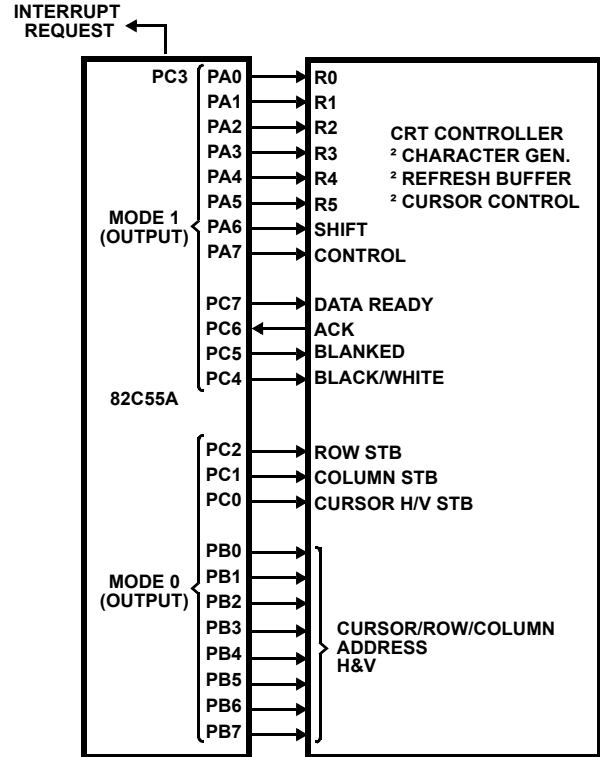 INTERRUPT
REQUEST
PC3 PA0 R0
PA1 R1
PA2 R2
PA3 R3
PA4 R4
PA5 R5
PA6 SHIFT
PA7 CONTROL
CRT CONTROLLER
² CHARACTER GEN.
² REFRESH BUFFER
² CURSOR CONTROL
MODE 1
(OUTPUT)
PC7 DATA READY
PC6 ACK
PC5 BLANKED
PC4 BLACK/WHITE
82C55A
PC2 ROW STB
PC1 COLUMN STB
PC0 CURSOR H/V STB
MODE 0
(OUTPUT)
PB0
PB1
PB2
PB3
PB4
PB5
PB6
PB7
CURSOR/ROW/COLUMN
ADDRESS
H&V